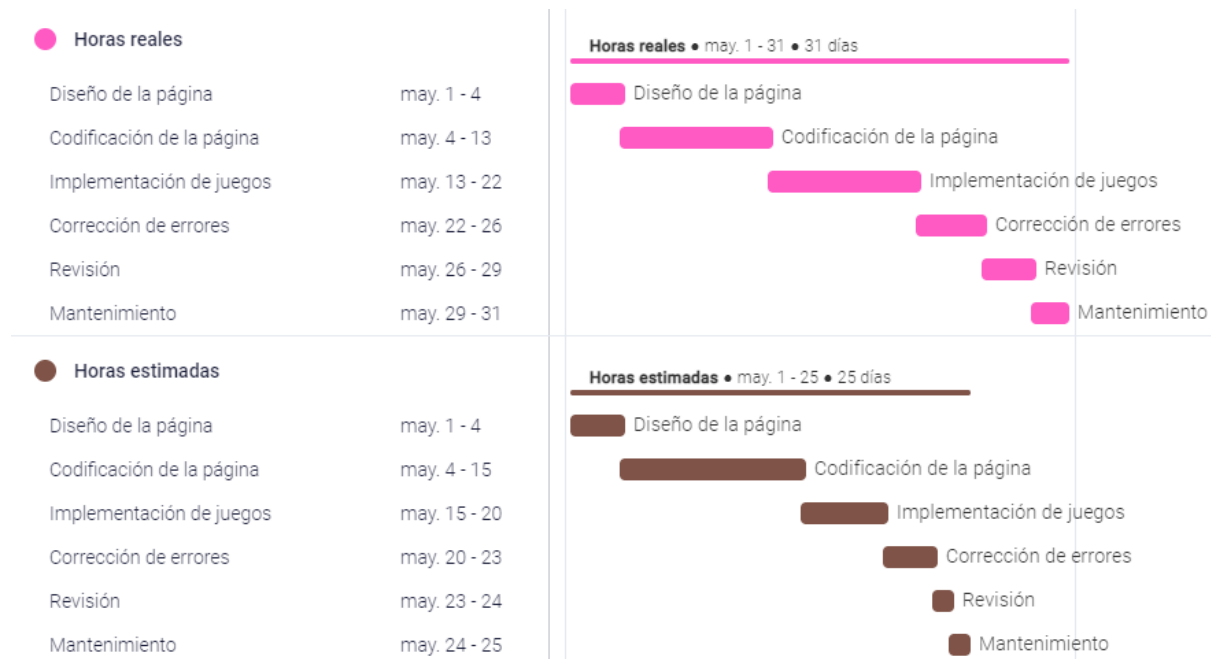 Horas reales
Horas reales • may. 1 - 31 • 31 días
Diseño de la página may. 1 - 4 Diseño de la página
Codificación de la página may. 4 - 13 Codificación de la página
Implementación de juegos may. 13 - 22 Implementación de juegos
Corrección de errores may. 22 - 26 Corrección de errores
Revisión may. 26 - 29 Revisión
Mantenimiento may. 29 - 31 Mantenimiento
Horas estimadas
Horas estimadas • may. 1 - 25 • 25 días
Diseño de la página may. 1 - 4 Diseño de la página
Codificación de la página may. 4 - 15 Codificación de la página
Implementación de juegos may. 15 - 20 Implementación de juegos
Corrección de errores may. 20 - 23 Corrección de errores
Revisión may. 23 - 24 Revisión
Mantenimiento may. 24 - 25 Mantenimiento